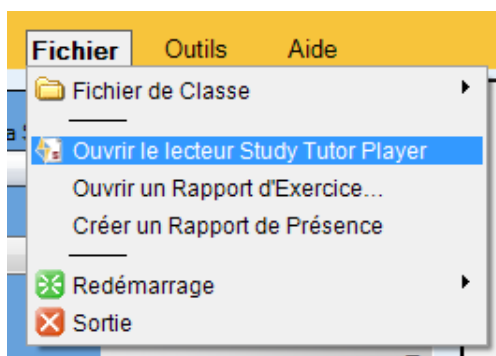 Fichier Outils Aide
Fichier de Classe
Ouvrir le lecteur Study Tutor Player
Ouvrir un Rapport d'Exercice...
Créer un Rapport de Présence
Redémarrage
Sortie